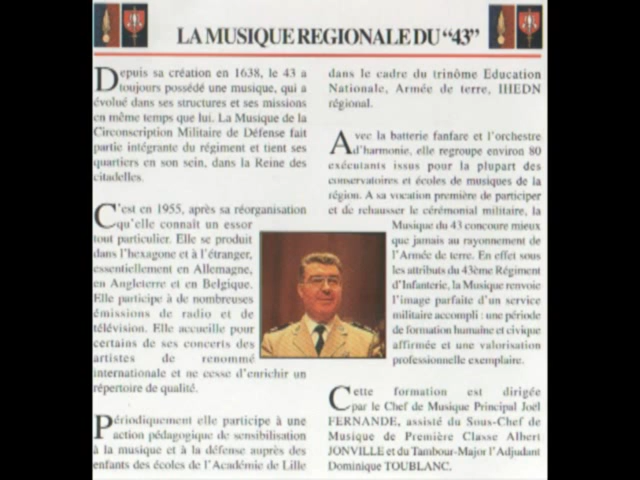 LA MUSIQUE REGIONALE DU "43"
Depuis sa création en 1638, le 43 a
toujours possédé une musique, qui a
évolué dans ses structures et ses missions
en même temps que lui. La Musique de la
Circonscription Militaire de Défense fait
partie intégrante du régiment et tient ses
quartiers en son sein, dans la Reine des
citadelles.
C'est en 1955, après sa réorganisation
qu'elle connaît un essor
tout particulier. Elle se produit
dans l'hexagone et à l'étranger,
essentiellement en Allemagne,
en Angleterre et en Belgique.
Elle participe à de nombreuses
émissions de radio et de
télévision. Elle accueille pour
certains de ses concerts des
artistes de renommé
internationale et ne cesse d'enrichir un
répertoire de qualité.
Périodiquement elle participe à une
action pédagogique de sensibilisation
à la musique et à la défense auprès des
enfants des écoles de l'Académie de Lille
dans le cadre du trinôme Education
Nationale, Armée de terre, IHEDN
régional.
Avec la batterie fanfare et l'orchestre
d'harmonie, elle regroupe environ 80
exécutants issus pour la plupart des
conservatoires et écoles de musiques de la
région. A sa vocation première de participer
et de rehausser le cérémonial militaire, la
Musique du 43 concoure mieux
que jamais au rayonnement de
l'Armée de terre. En effet sous
les attributs du 43ème Régiment
d'Infanterie, la Musique renvoie
l'image parfaite d'un service
militaire accompli : une période
de formation humaine et civique
affirmée et une valorisation
professionnelle exemplaire.
Cette formation est dirigée
par le Chef de Musique Principal Joël
FERNANDE, assisté du Sous-Chef de
Musique de Première Classe Albert
JONVILLE et du Tambour-Major l'Adjudant
Dominique TOUBLANC.